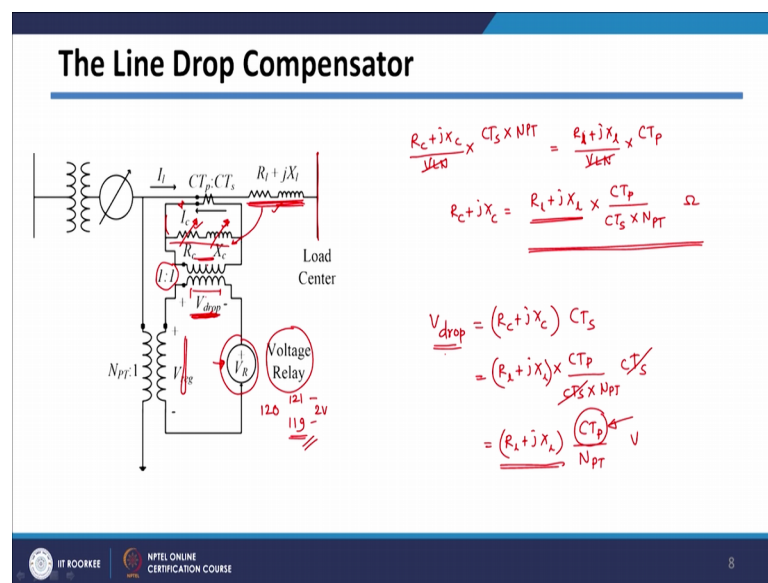 The Line Drop Compensator
I_l
CT_p:CT_s
R_l + jX_l
I_c
R_c X_c
1:1
+ V_drop -
Load
Center
N_PT:1
+
V_reg
-
+
V_R
Voltage
Relay
120
121 -
2V
119 -
(R_c+jX_c)/V_LN × CT_s × N_PT = (R_l+jX_l)/V_LN × CT_P
R_c+jX_c = R_l+jX_l × CT_P/(CT_S × N_PT) Ω
V_drop = (R_c+jX_c) CT_S
= (R_l+jX_l) × CT_P/(CT_S × N_PT) CT_S
= (R_l+jX_l) CT_P/N_PT V
IIT ROORKEE
NPTEL ONLINE
CERTIFICATION COURSE
8